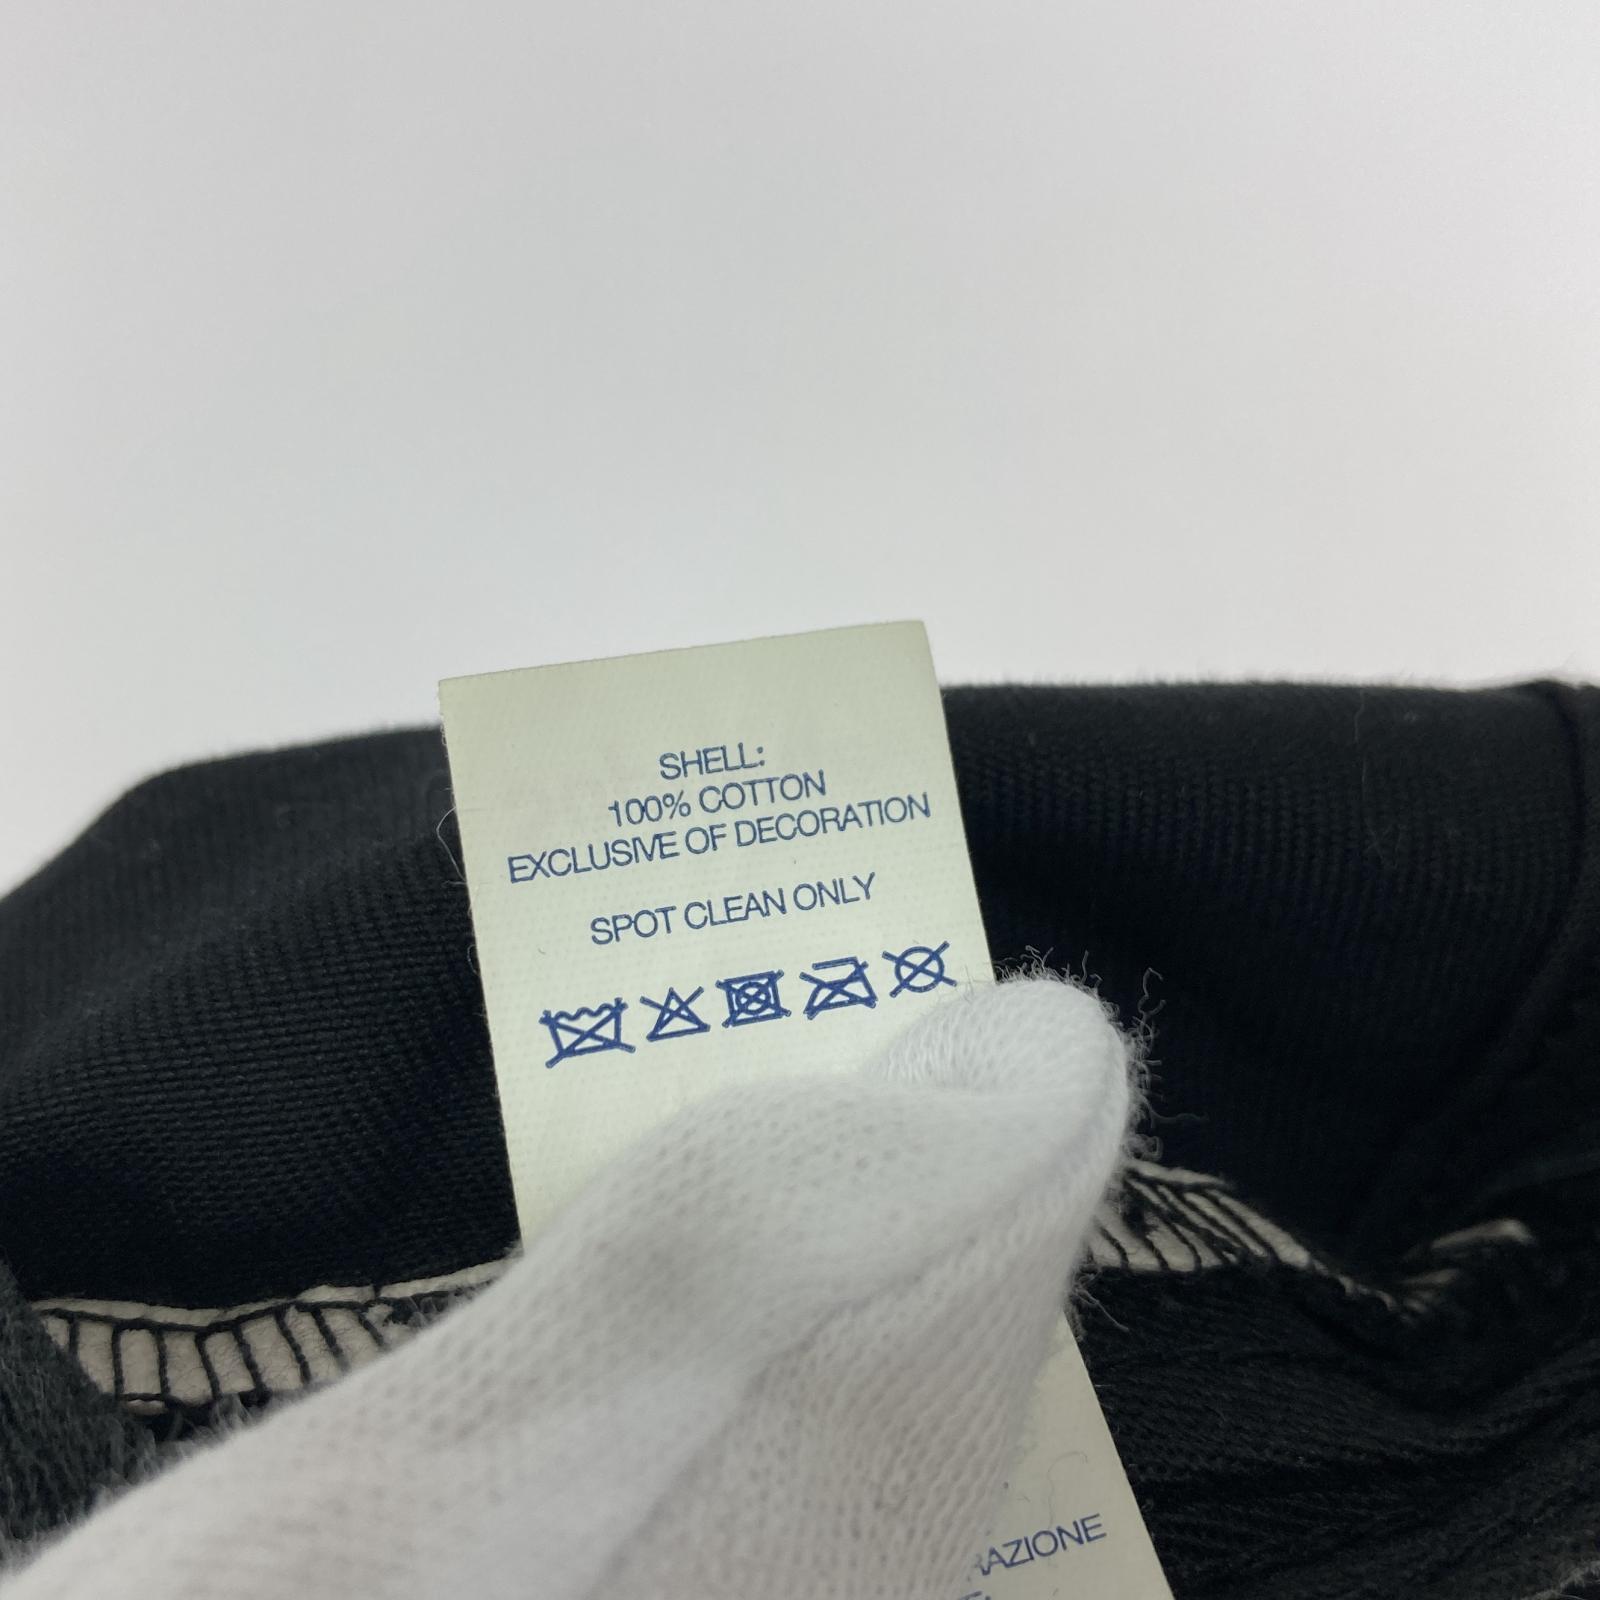 SHELL:
100% COTTON
EXCLUSIVE OF DECORATION
SPOT CLEAN ONLY
RAZIONE